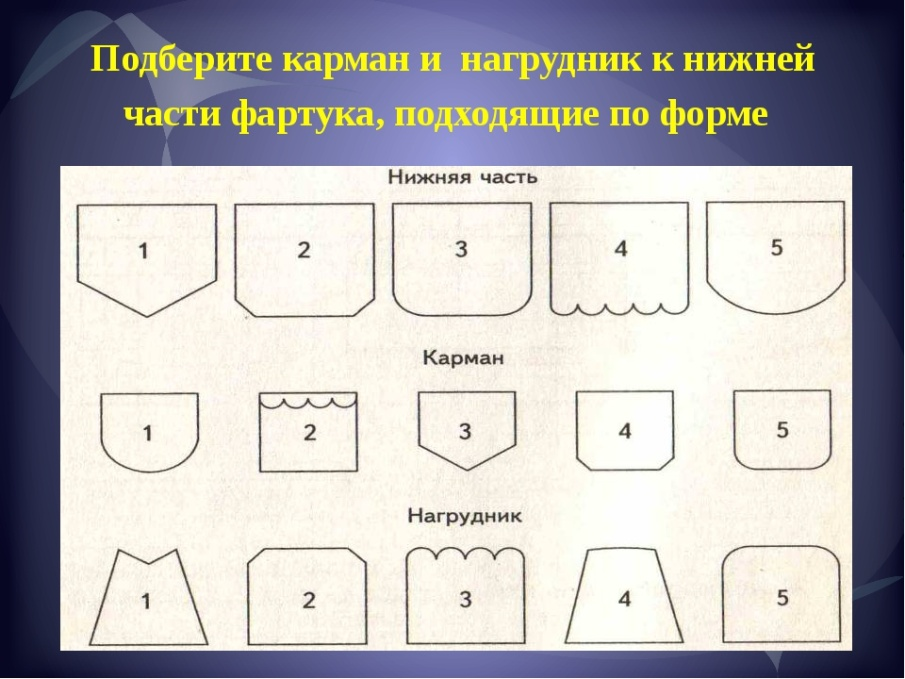 Подберите карман и нагрудник к нижней
части фартука, подходящие по форме
Нижняя часть
1 2 3 4 5
Карман
1 2 3 4 5
Нагрудник
1 2 3 4 5